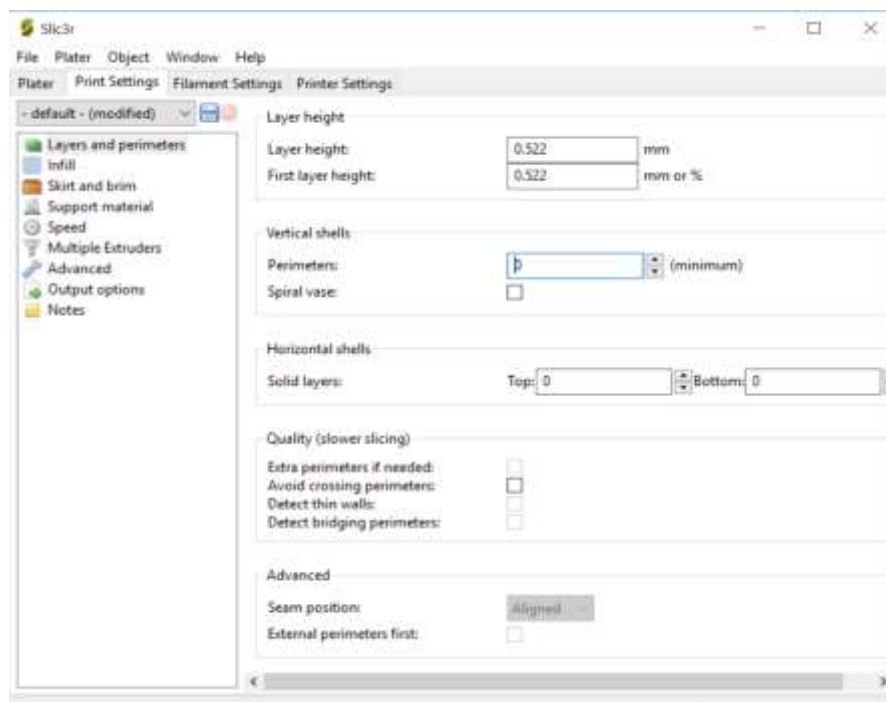 Slic3r
File Plater Object Window Help
Plater Print Settings Filament Settings Printer Settings
- default - (modified)
Layers and perimeters
Infill
Skirt and brim
Support material
Speed
Multiple Extruders
Advanced
Output options
Notes
Layer height
Layer height: 0.522 mm
First layer height: 0.522 mm or %
Vertical shells
Perimeters: 0 (minimum)
Spiral vase:
Horizontal shells
Solid layers: Top: 0 Bottom: 0
Quality (slower slicing)
Extra perimeters if needed:
Avoid crossing perimeters:
Detect thin walls:
Detect bridging perimeters:
Advanced
Seam position: Aligned
External perimeters first: